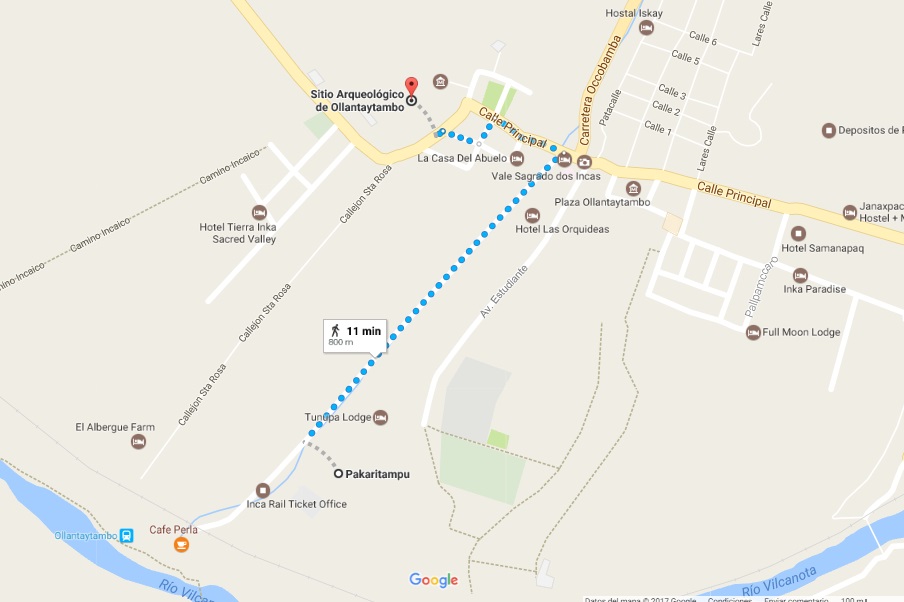 Hostal Iskay
Lares Calle
Calle 6
Calle 5
Calle 3
Calle 2
Calle 1
Carretera Occobamba
Patacalle
Lares Calle
Sitio Arqueológico
de Ollantaytambo
Calle Principal
Depositos de
La Casa Del Abuelo
Vale Sagrado dos Incas
Plaza Ollantaytambo
Calle Principal
Camino-Incaico
Callejon Sta Rosa
Hotel Tierra Inka
Sacred Valley
Hotel Las Orquideas
Janaxpac
Hostel +
Camino-Incaico
Hotel Samanapaq
Camino-Incaico
Av. Estudiante
Inka Paradise
Callejon Sta Rosa
11 min
800 m
Full Moon Lodge
Callejon Sta Rosa
Tunupa Lodge
El Albergue Farm
Pakaritampu
Inca Rail Ticket Office
Cafe Perla
Ollantaytambo
Google
Río Vilcanota
Datos del mapa © 2017 Google
Condiciones
Enviar comentario
100 m